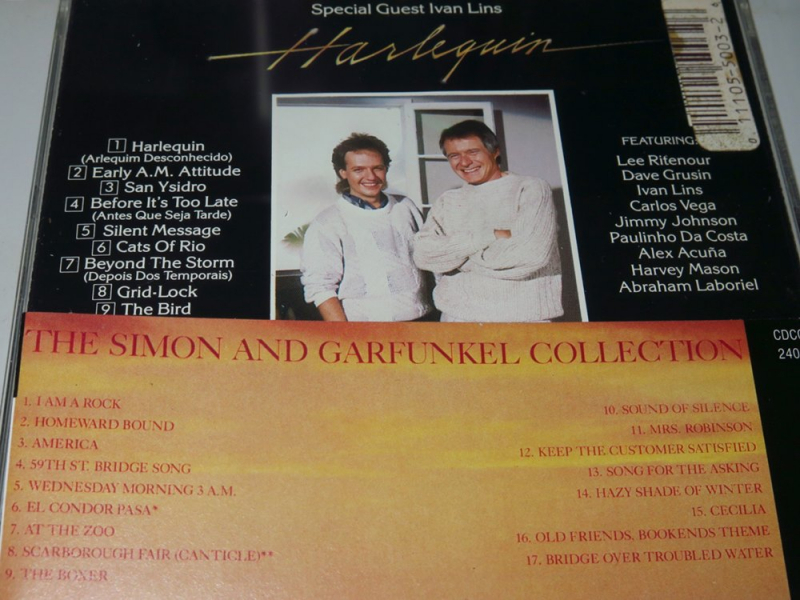 Special Guest Ivan Lins
Harlequin
1 Harlequin
(Arlequim Desconhecido)
2 Early A.M. Attitude
3 San Ysidro
4 Before It's Too Late
(Antes Que Seja Tarde)
5 Silent Message
6 Cats Of Rio
7 Beyond The Storm
(Depois Dos Temporais)
8 Grid-Lock
9 The Bird
FEATURING:
Lee Ritenour
Dave Grusin
Ivan Lins
Carlos Vega
Jimmy Johnson
Paulinho Da Costa
Alex Acuña
Harvey Mason
Abraham Laboriel
0 11105-5003-2
THE SIMON AND GARFUNKEL COLLECTION
1. I AM A ROCK
2. HOMEWARD BOUND
3. AMERICA
4. 59TH ST. BRIDGE SONG
5. WEDNESDAY MORNING 3 A.M.
6. EL CONDOR PASA*
7. AT THE ZOO
8. SCARBOROUGH FAIR (CANTICLE)**
9. THE BOXER
10. SOUND OF SILENCE
11. MRS. ROBINSON
12. KEEP THE CUSTOMER SATISFIED
13. SONG FOR THE ASKING
14. HAZY SHADE OF WINTER
15. CECILIA
16. OLD FRIENDS, BOOKENDS THEME
17. BRIDGE OVER TROUBLED WATER